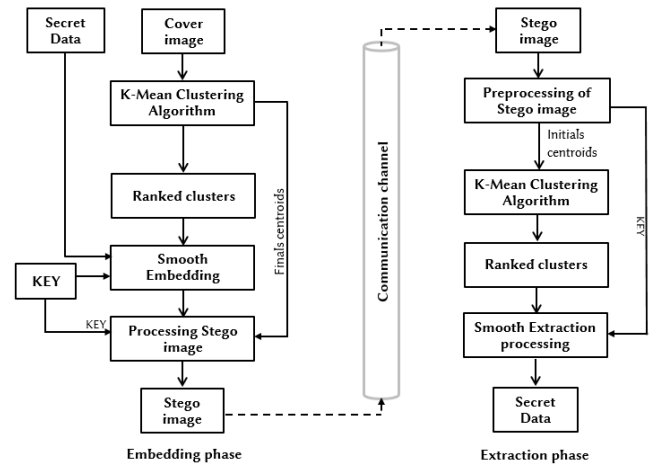 Secret
Data
Cover
image
K-Mean Clustering
Algorithm
Ranked clusters
Finals centroids
Smooth
Embedding
KEY
KEY
Processing Stego
image
Stego
image
Embedding phase
Communication channel
Stego
image
Preprocessing of
Stego image
Initials
centroids
K-Mean Clustering
Algorithm
KEY
Ranked clusters
Smooth Extraction
processing
Secret
Data
Extraction phase